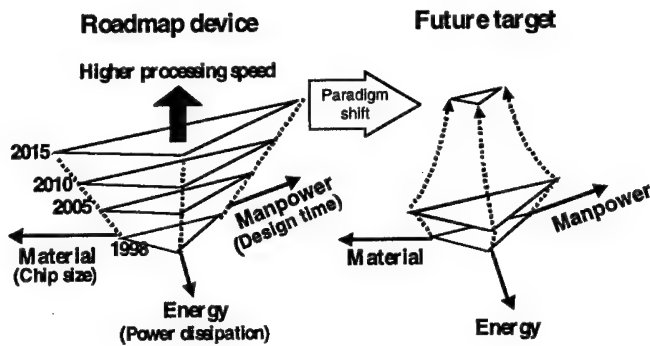 Roadmap device
Future target
Higher processing speed
Paradigm
shift
2015
2010
2005
1998
Manpower
(Design time)
Material
(Chip size)
Energy
(Power dissipation)
Manpower
Material
Energy